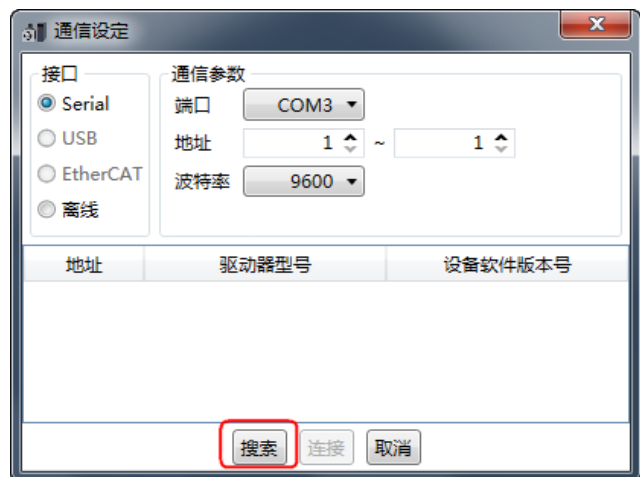 通信设定
接口
Serial
USB
EtherCAT
离线
通信参数
端口 COM3
地址 1 ~ 1
波特率 9600
地址 驱动器型号 设备软件版本号
搜索 连接 取消